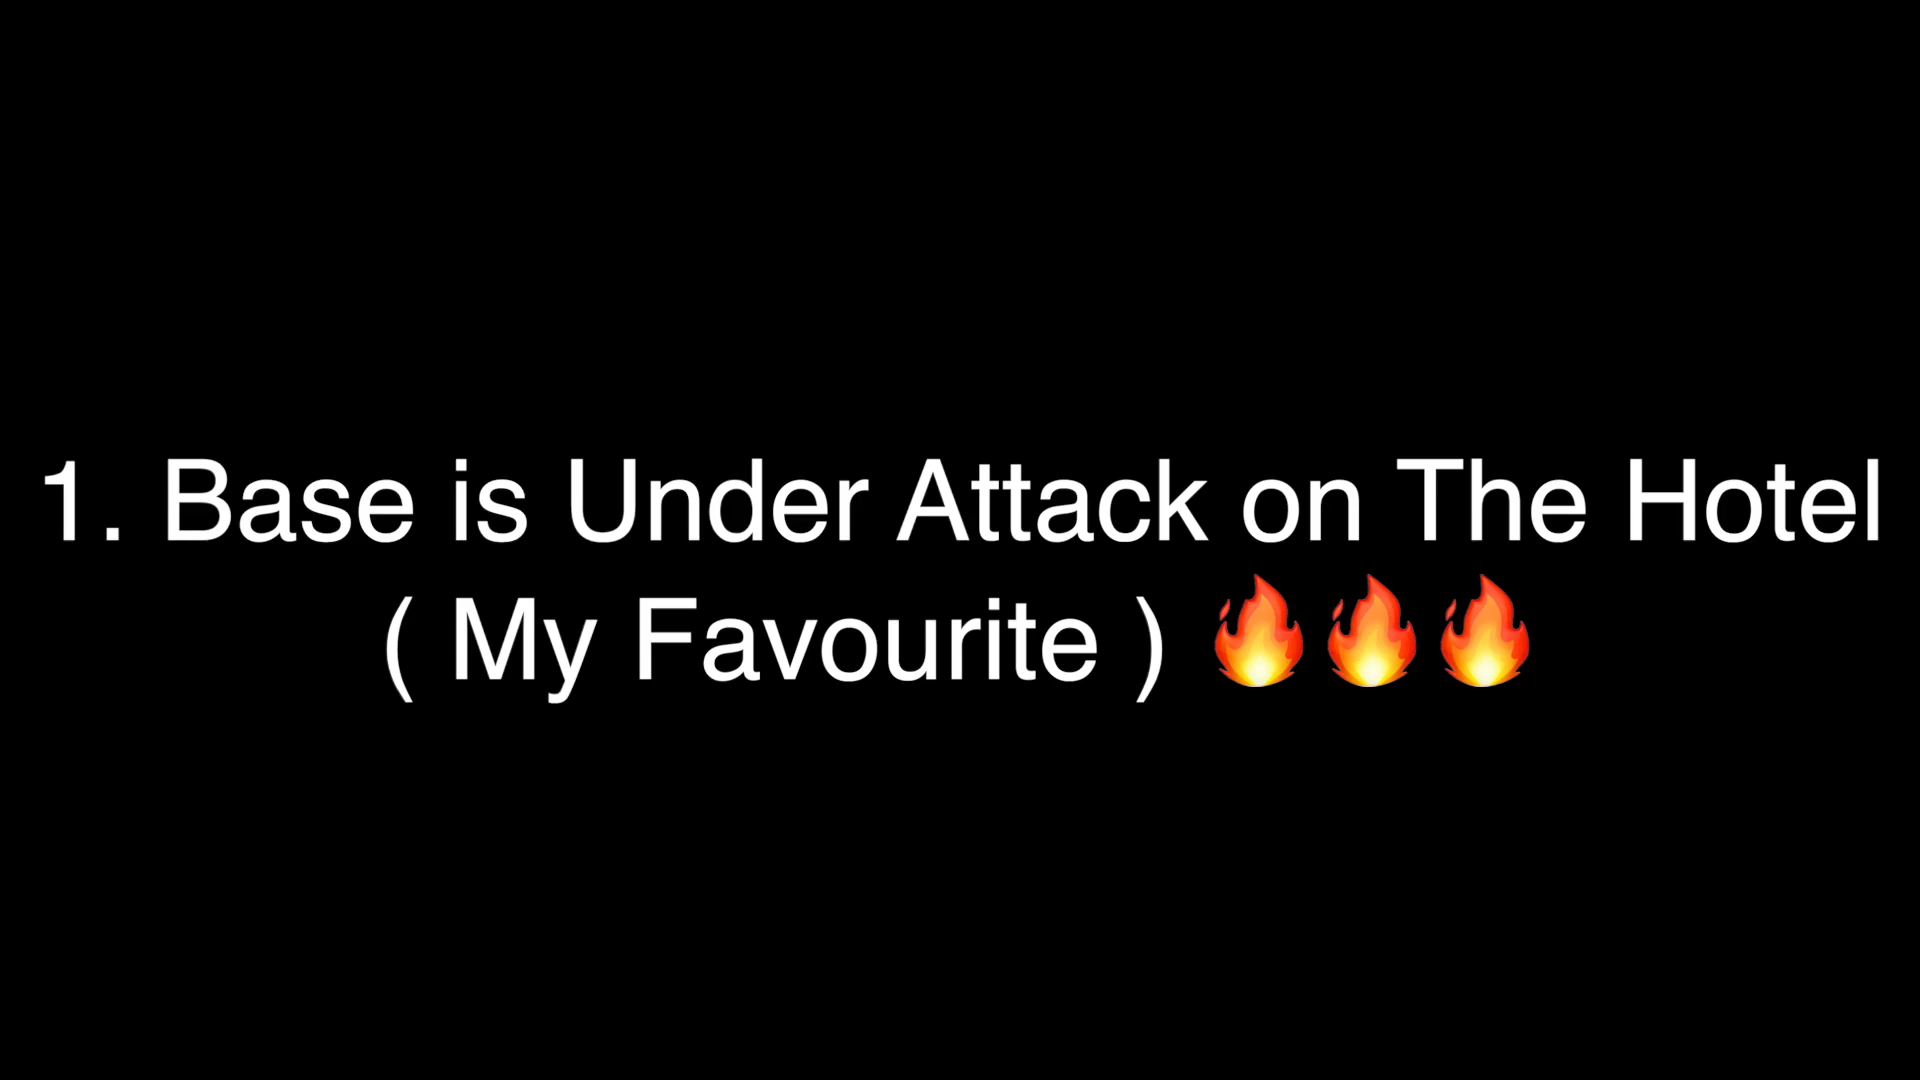 1. Base is Under Attack on The Hotel
( My Favourite ) 🔥🔥🔥